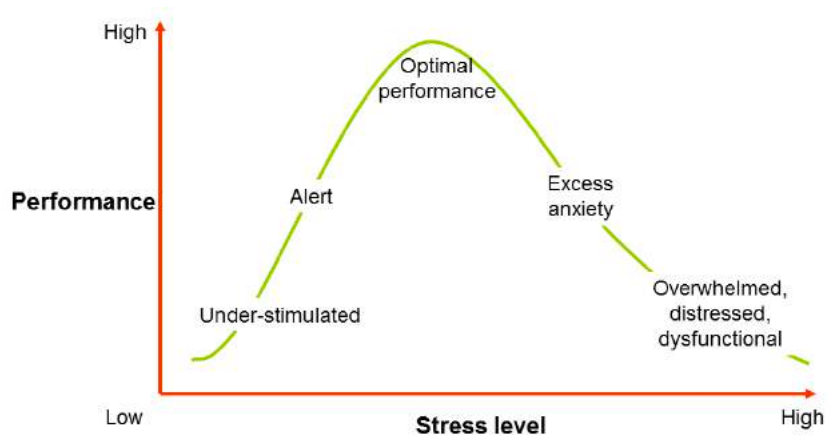 High
Optimal
performance
Alert
Excess
anxiety
Performance
Under-stimulated
Overwhelmed,
distressed,
dysfunctional
Low
Stress level
High